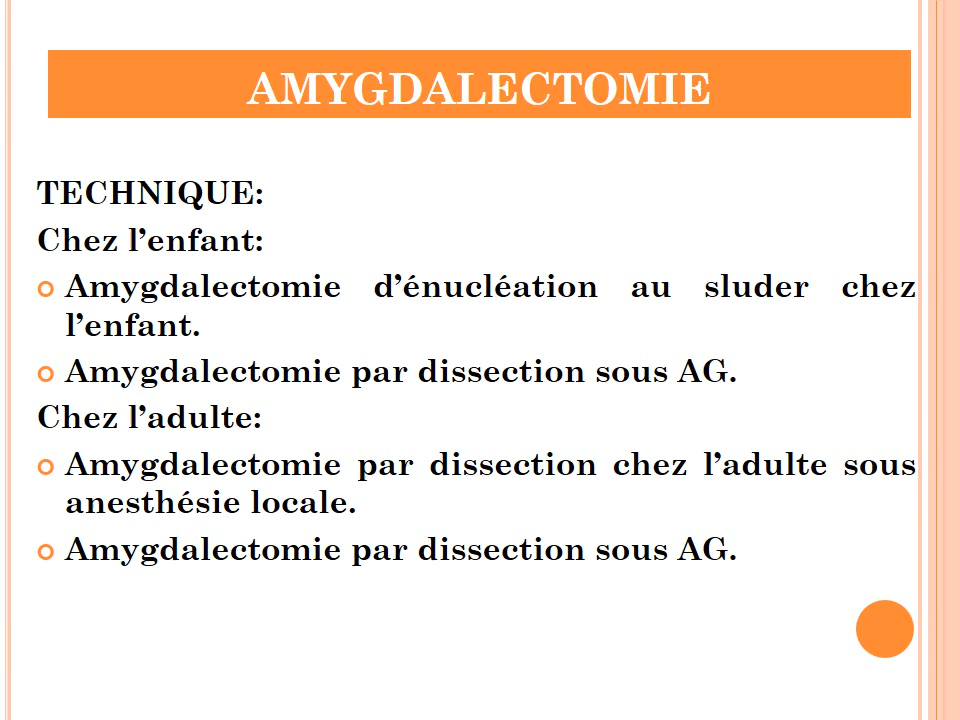 AMYGDALECTOMIE
TECHNIQUE:
Chez l’enfant:
Amygdalectomie d’énucléation au sluder chez
l’enfant.
Amygdalectomie par dissection sous AG.
Chez l’adulte:
Amygdalectomie par dissection chez l’adulte sous
anesthésie locale.
Amygdalectomie par dissection sous AG.